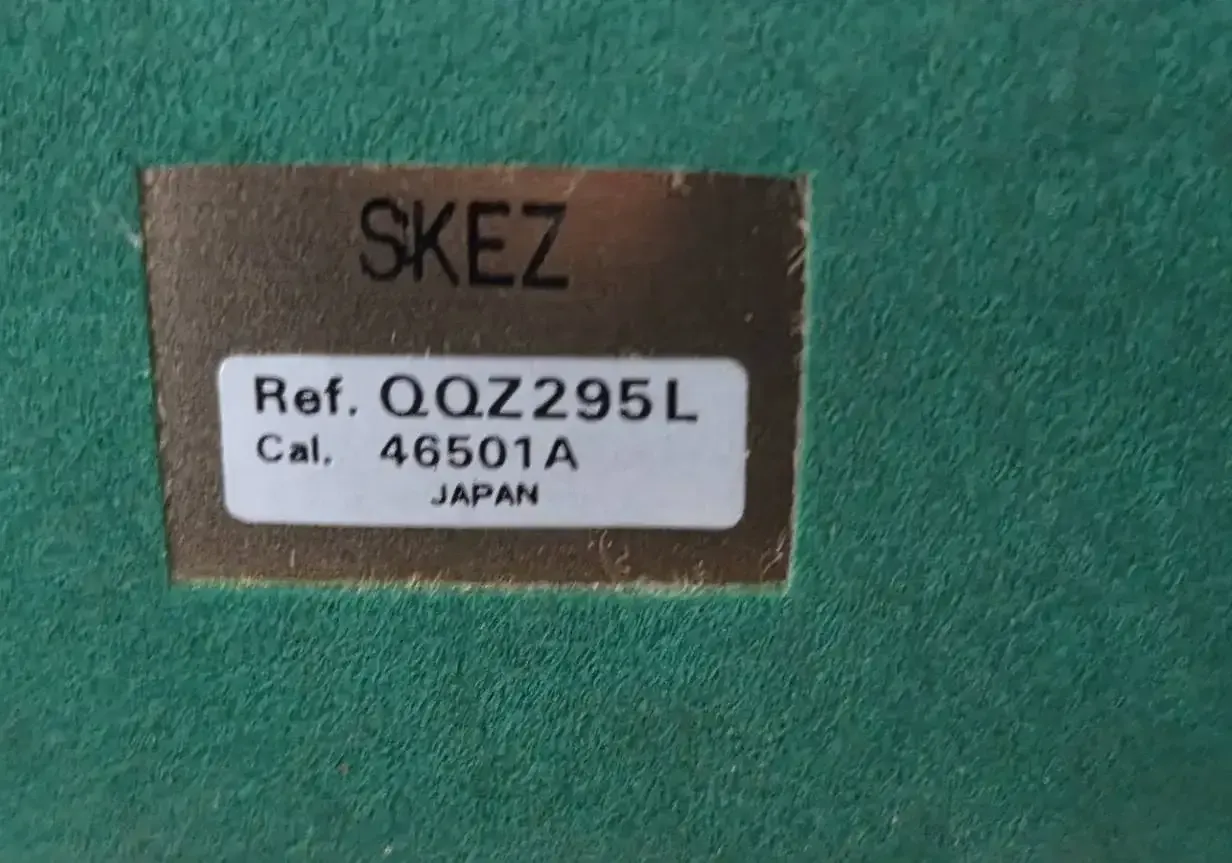 SKEZ
Ref. QQZ295L
Cal. 46501A
JAPAN